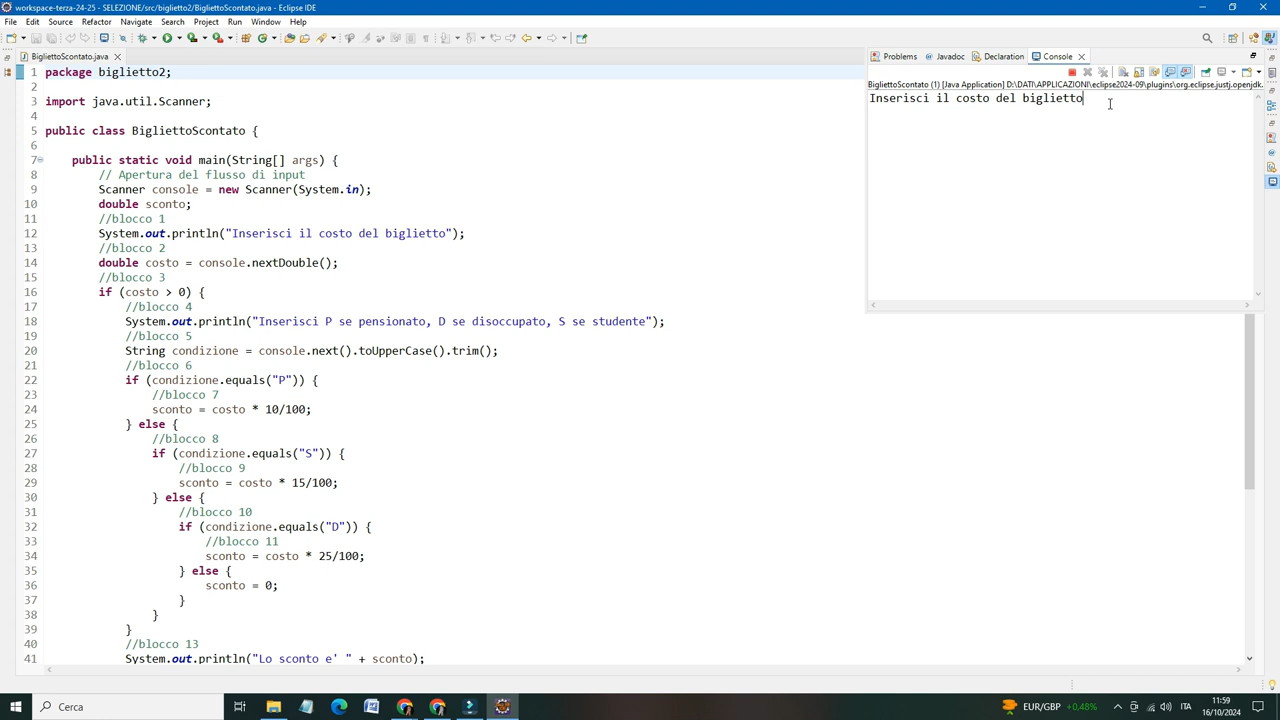 workspace-terza-24-25 - SELEZIONE/src/biglietto2/BigliettoScontato.java - Eclipse IDE
File Edit Source Refactor Navigate Search Project Run Window Help
BigliettoScontato.java
1 package biglietto2;
2
3 import java.util.Scanner;
4
5 public class BigliettoScontato {
6
7 public static void main(String[] args) {
8 // Apertura del flusso di input
9 Scanner console = new Scanner(System.in);
10 double sconto;
11 //blocco 1
12 System.out.println("Inserisci il costo del biglietto");
13 //blocco 2
14 double costo = console.nextDouble();
15 //blocco 3
16 if (costo > 0) {
17 //blocco 4
18 System.out.println("Inserisci P se pensionato, D se disoccupato, S se studente");
19 //blocco 5
20 String condizione = console.next().toUpperCase().trim();
21 //blocco 6
22 if (condizione.equals("P")) {
23 //blocco 7
24 sconto = costo * 10/100;
25 } else {
26 //blocco 8
27 if (condizione.equals("S")) {
28 //blocco 9
29 sconto = costo * 15/100;
30 } else {
31 //blocco 10
32 if (condizione.equals("D")) {
33 //blocco 11
34 sconto = costo * 25/100;
35 } else {
36 sconto = 0;
37 }
38 }
39 }
40 //blocco 13
41 System.out.println("Lo sconto e' " + sconto);
Problems Javadoc Declaration Console
BigliettoScontato (1) [Java Application] D:\DATI\APPLICAZIONI\eclipse2024-09\plugins\org.eclipse.justj.openjdk.
Inserisci il costo del biglietto
Cerca
EUR/GBP +0.48%
ITA
11:59
16/10/2024